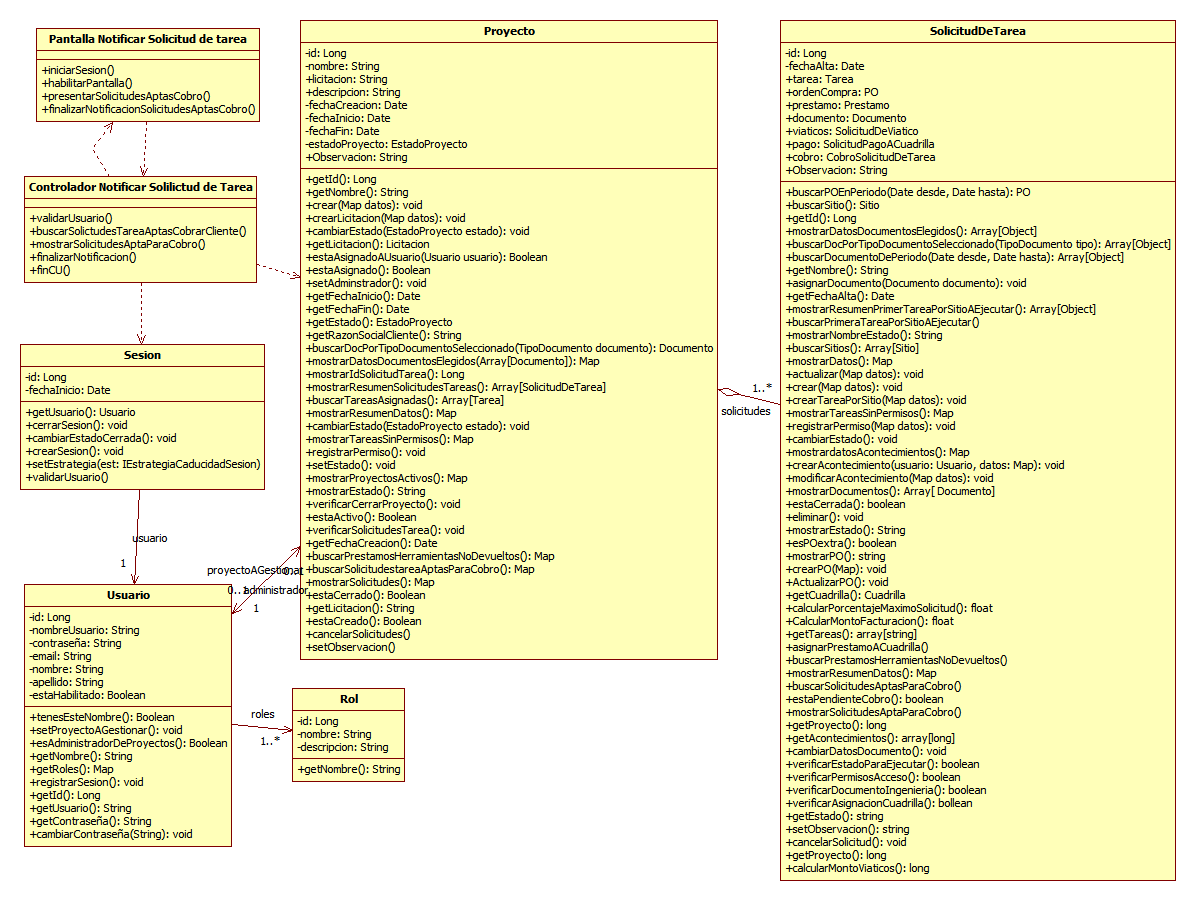 Pantalla Notificar Solicitud de tarea
+iniciarSesion()
+habilitarPantalla()
+presentarSolicitudesAptasCobro()
+finalizarNotificacionSolicitudesAptasCobro()
Controlador Notificar Solilictud de Tarea
+validarUsuario()
+buscarSolictudesTareaAptasCobrarCliente()
+mostrarSolicitudesAptaParaCobro()
+finalizarNotificacion()
+finCU()
Sesion
-id: Long
-fechaInicio: Date
+getUsuario(): Usuario
+cerrarSesion(): void
+cambiarEstadoCerrada(): void
+crearSesion(): void
+setEstrategia(est: IEstrategiaCaducidadSesion)
+validarUsuario()
usuario
1
Usuario
-id: Long
-nombreUsuario: String
-contraseña: String
-email: String
-nombre: String
-apellido: String
-estaHabilitado: Boolean
+tenesEsteNombre(): Boolean
+setProyectoAGestionar(): void
+esAdministradorDeProyectos(): Boolean
+getNombre(): String
+getRoles(): Map
+registrarSesion(): void
+getId(): Long
+getUsuario(): String
+getContraseña(): String
+cambiarContraseña(String): void
proyectoAGestionar
0..1
0..1
administrador
1
roles
1..*
Rol
-id: Long
-nombre: String
-descripcion: String
+getNombre(): String
Proyecto
-id: Long
-nombre: String
+licitacion: String
+descripcion: String
-fechaCreacion: Date
-fechaInicio: Date
-fechaFin: Date
-estadoProyecto: EstadoProyecto
+Observacion: String
+getId(): Long
+getNombre(): String
+crear(Map datos): void
+crearLicitacion(Map datos): void
+cambiarEstado(EstadoProyecto estado): void
+getLicitacion(): Licitacion
+estaAsignadoAUsuario(Usuario usuario): Boolean
+estaAsignado(): Boolean
+setAdminstrador(): void
+getFechaInicio(): Date
+getFechaFin(): Date
+getEstado(): EstadoProyecto
+getRazonSocialCliente(): String
+buscarDocPorTipoDocumentoSeleccionado(TipoDocumento documento): Documento
+mostrarDatosDocumentosElegidos(Array[Documento]): Map
+mostrarIdSolicitudTarea(): Long
+mostrarResumenSolicitudesTareas(): Array[SolicitudDeTarea]
+buscarTareasAsignadas(): Array[Tarea]
+mostrarResumenDatos(): Map
+cambiarEstado(EstadoProyecto estado): void
+mostrarTareasSinPermisos(): Map
+registrarPermiso(): void
+setEstado(): void
+mostrarProyectosActivos(): Map
+mostrarEstado(): String
+verificarCerrarProyecto(): void
+estaActivo(): Boolean
+verificarSolicitudesTarea(): void
+getFechaCreacion(): Date
+buscarPrestamosHerramientasNoDevueltos(): Map
+buscarSolicitudestareaAptasParaCobro(): Map
+mostrarSolicitudes(): Map
+estaCerrado(): Boolean
+getLicitacion(): String
+estaCreado(): Boolean
+cancelarSolicitudes()
+setObservacion()
1..*
solicitudes
SolicitudDeTarea
-id: Long
-fechaAlta: Date
+tarea: Tarea
+ordenCompra: PO
+prestamo: Prestamo
+documento: Documento
+viaticos: SolicitudDeViatico
+pago: SolicitudPagoACuadrilla
+cobro: CobroSolicitudDeTarea
+Observacion: String
+buscarPOEnPeriodo(Date desde, Date hasta): PO
+buscarSitio(): Sitio
+getId(): Long
+mostrarDatosDocumentosElegidos(): Array[Object]
+buscarDocPorTipoDocumentoSeleccionado(TipoDocumento tipo): Array[Object]
+buscarDocumentoDePeriodo(Date desde, Date hasta): Array[Object]
+getNombre(): String
+asignarDocumento(Documento documento): void
+getFechaAlta(): Date
+mostrarResumenPrimerTareaPorSitioAEjecutar(): Array[Object]
+buscarPrimeraTareaPorSitioAEjecutar()
+mostrarNombreEstado(): String
+buscarSitios(): Array[Sitio]
+mostrarDatos(): Map
+actualizar(Map datos): void
+crear(Map datos): void
+crearTareaPorSitio(Map datos): void
+mostrarTareasSinPermisos(): Map
+registrarPermiso(Map datos): void
+cambiarEstado(): void
+mostrardatosAcontecimientos(): Map
+crearAcontecimiento(usuario: Usuario, datos: Map): void
+modificarAcontecimiento(Map datos): void
+mostrarDocumentos(): Array[ Documento]
+estaCerrada(): boolean
+eliminar(): void
+mostrarEstado(): String
+esPOextra(): boolean
+mostrarPO(): string
+crearPO(Map): void
+ActualizarPO(): void
+getCuadrilla(): Cuadrilla
+calcularPorcentajeMaximoSolicitud(): float
+CalcularMontoFacturacion(): float
+getTareas(): array[string]
+asignarPrestamoACuadrilla()
+buscarPrestamosHerramientasNoDevueltos()
+mostrarResumenDatos(): Map
+buscarSolicitudesAptasParaCobro()
+estaPendienteCobro(): boolean
+mostrarSolicitudesAptaParaCobro()
+getProyecto(): long
+getAcontecimientos(): array[long]
+cambiarDatosDocumento(): void
+verificarEstadoParaEjecutar(): boolean
+verificarPermisosAcceso(): boolean
+verificarDocumentoIngenieria(): boolean
+verificarAsignacionCuadrilla(): bollean
+getEstado(): string
+setObservacion(): string
+cancelarSolicitud(): void
+getProyecto(): long
+calcularMontoViaticos(): long